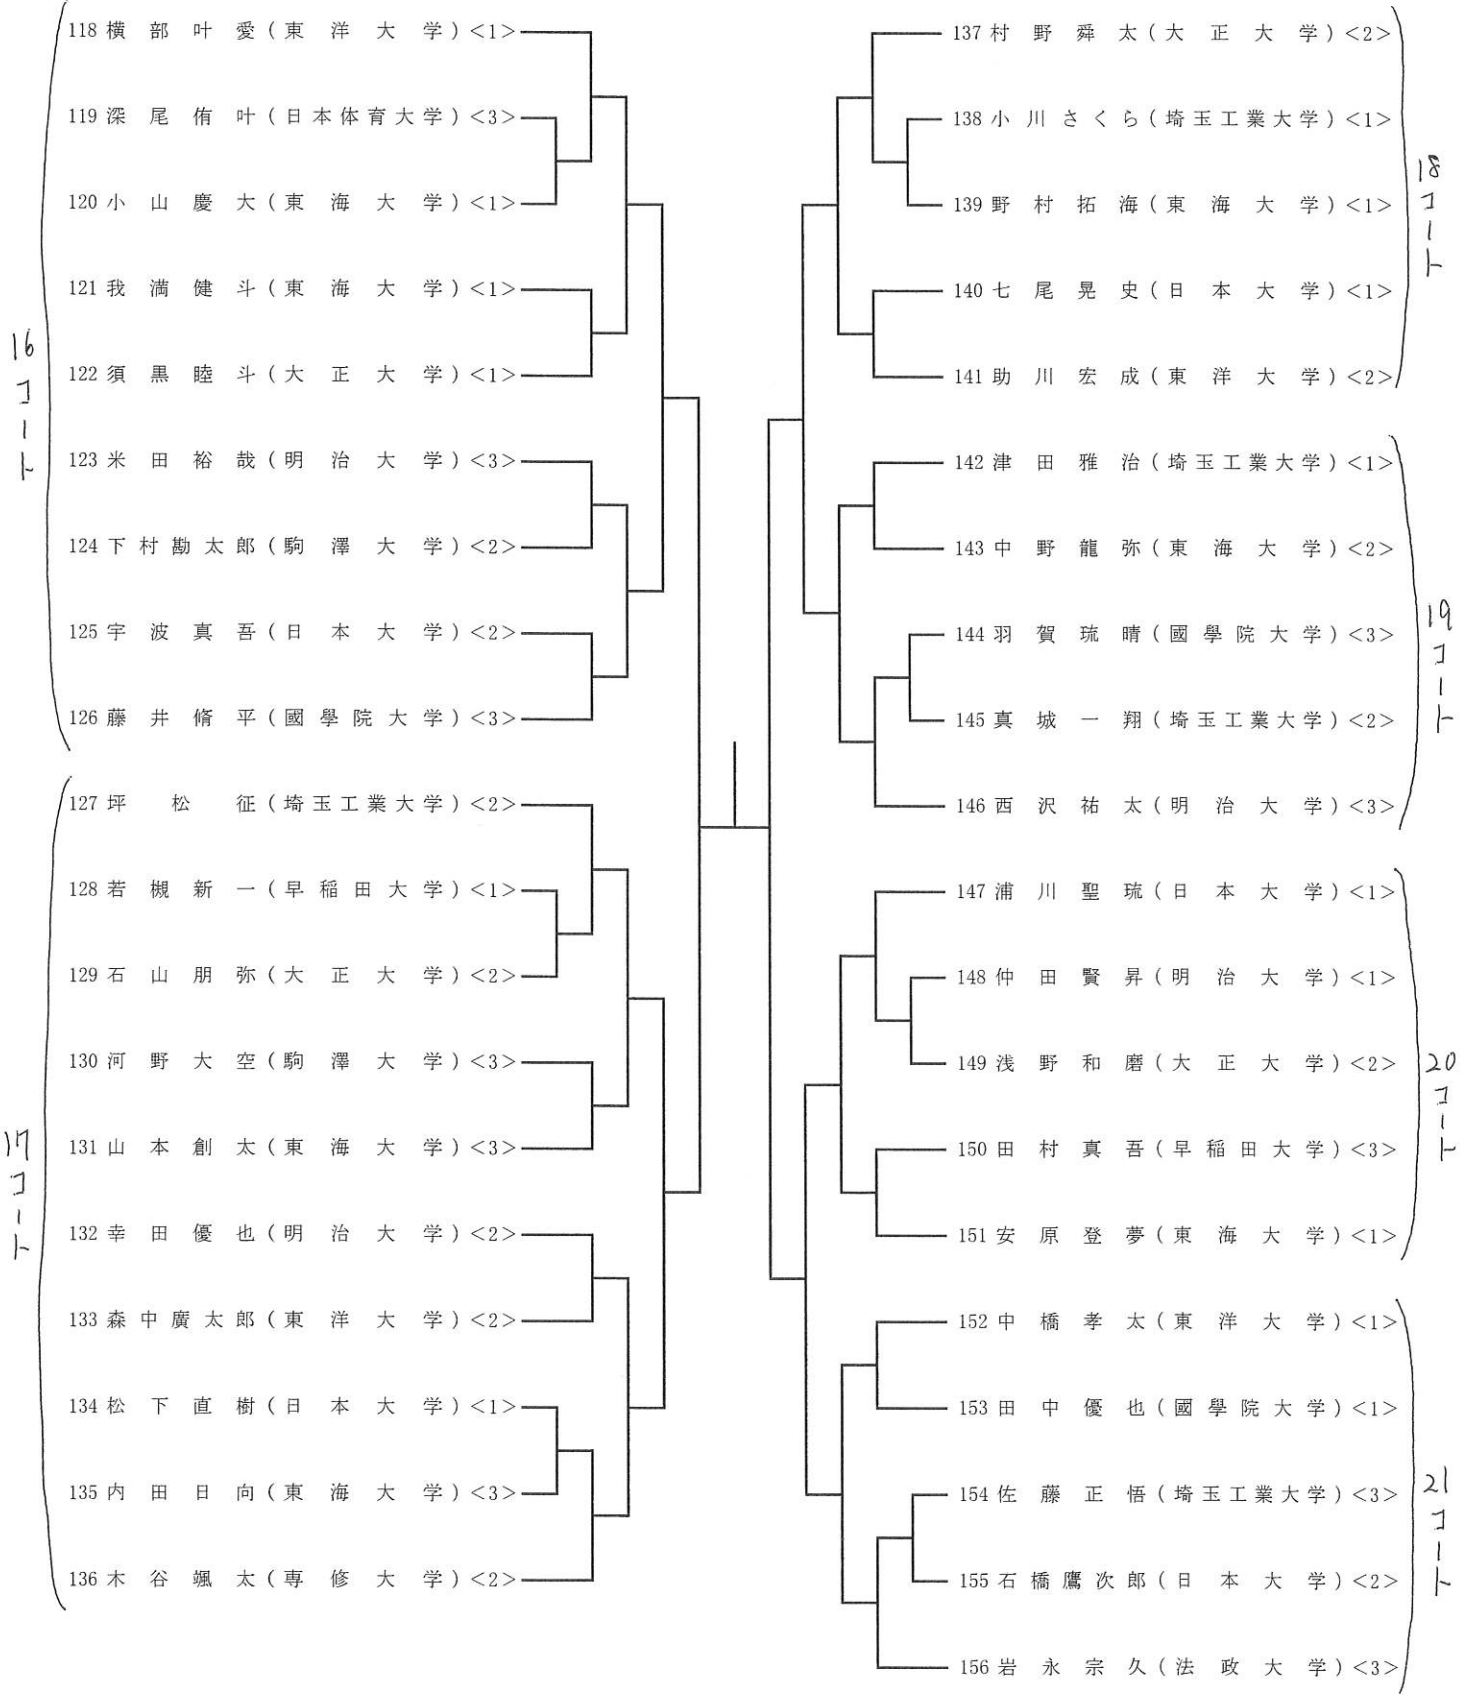 118 横部叶愛(東洋大学)<1>
119 深尾侑叶(日本体育大学)<3>
120 小山慶大(東海大学)<1>
121 我満健斗(東海大学)<1>
122 須黒睦斗(大正大学)<1>
123 米田裕哉(明治大学)<3>
124 下村勘太郎(駒澤大学)<2>
125 宇波真吾(日本大学)<2>
126 藤井脩平(國學院大学)<3>
16コート
127 坪松征(埼玉工業大学)<2>
128 若槻新一(早稲田大学)<1>
129 石山朋弥(大正大学)<2>
130 河野大空(駒澤大学)<3>
131 山本創太(東海大学)<3>
132 幸田優也(明治大学)<2>
133 森中廣太郎(東洋大学)<2>
134 松下直樹(日本大学)<1>
135 内田日向(東海大学)<3>
136 木谷颯太(専修大学)<2>
17コート
137 村野舜太(大正大学)<2>
138 小川さくら(埼玉工業大学)<1>
139 野村拓海(東海大学)<1>
140 七尾晃史(日本大学)<1>
141 助川宏成(東洋大学)<2>
18コート
142 津田雅治(埼玉工業大学)<1>
143 中野龍弥(東海大学)<2>
144 羽賀琉晴(國學院大学)<3>
145 真城一翔(埼玉工業大学)<2>
146 西沢祐太(明治大学)<3>
19コート
147 浦川聖琉(日本大学)<1>
148 仲田賢昇(明治大学)<1>
149 浅野和磨(大正大学)<2>
150 田村真吾(早稲田大学)<3>
151 安原登夢(東海大学)<1>
20コート
152 中橋孝太(東洋大学)<1>
153 田中優也(國學院大学)<1>
154 佐藤正悟(埼玉工業大学)<3>
155 石橋鷹次郎(日本大学)<2>
156 岩永宗久(法政大学)<3>
21コート